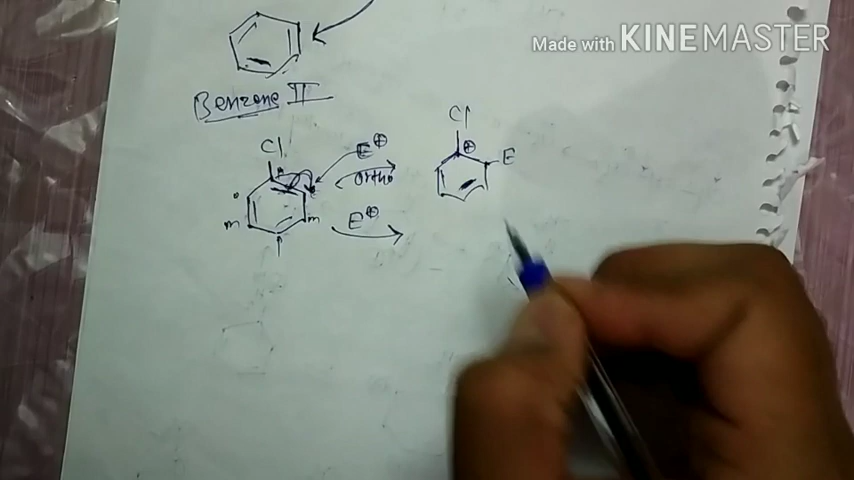 Made with KINEMASTER
Benzene II
Cl
E⊕
ortho
E⊕
o
m
m
Cl
⊕
E